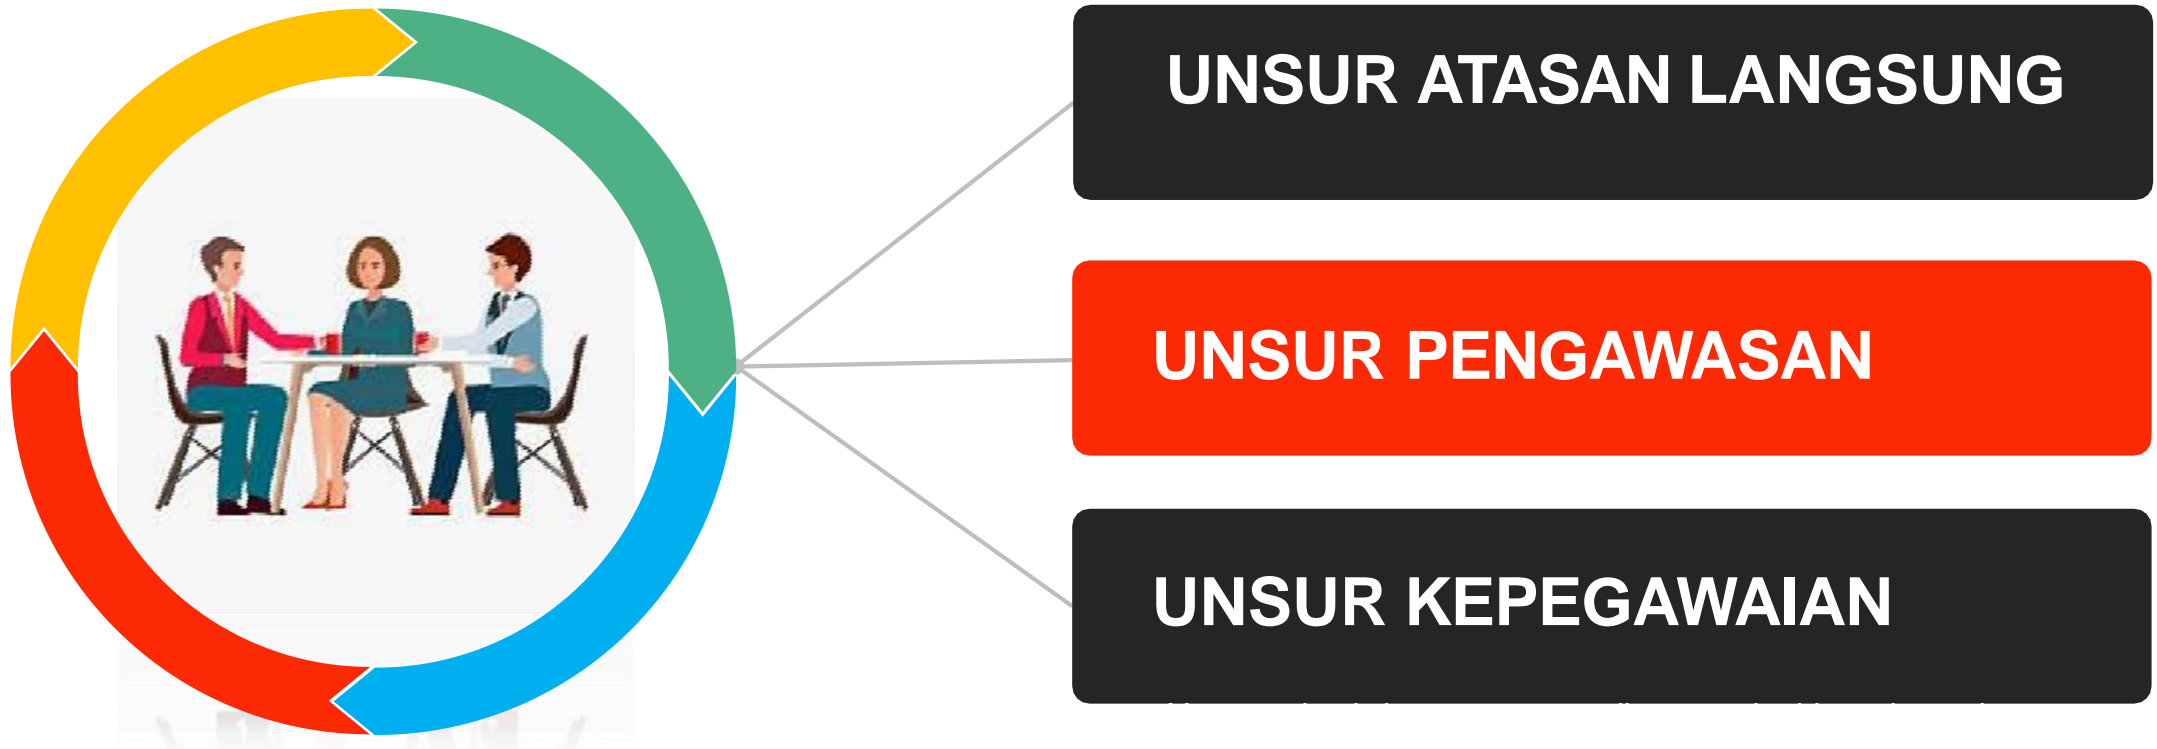 UNSUR ATASAN LANGSUNG
UNSUR PENGAWASAN
UNSUR KEPEGAWAIAN